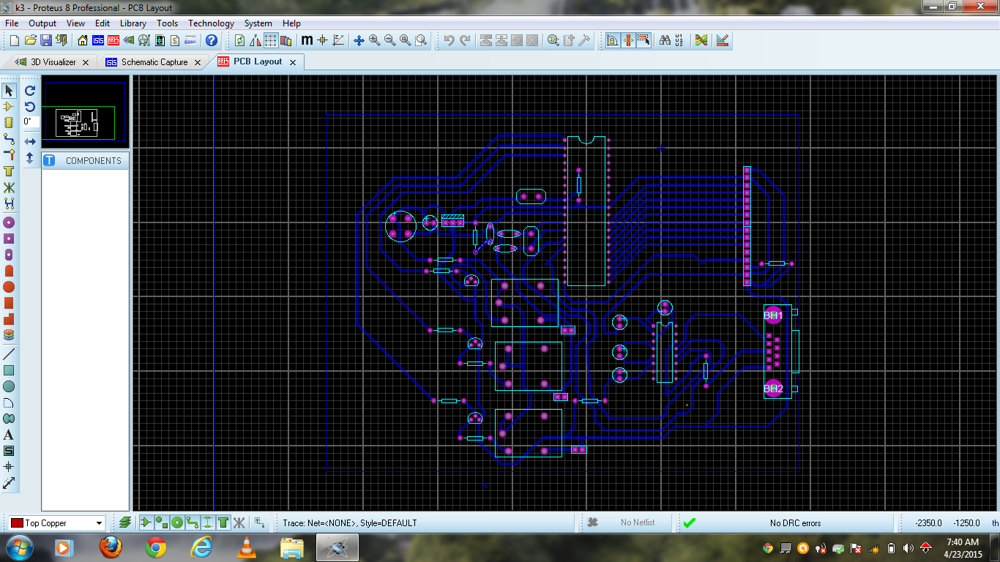 k3 - Proteus 8 Professional - PCB Layout
File Output View Edit Library Tools Technology System Help
3D Visualizer Schematic Capture PCB Layout
0°
COMPONENTS
BH1
BH2
Top Copper
Trace: Net=<NONE>, Style=DEFAULT
No Netlist
No DRC errors
-2350.0 -1250.0 th
7:40 AM
4/23/2015